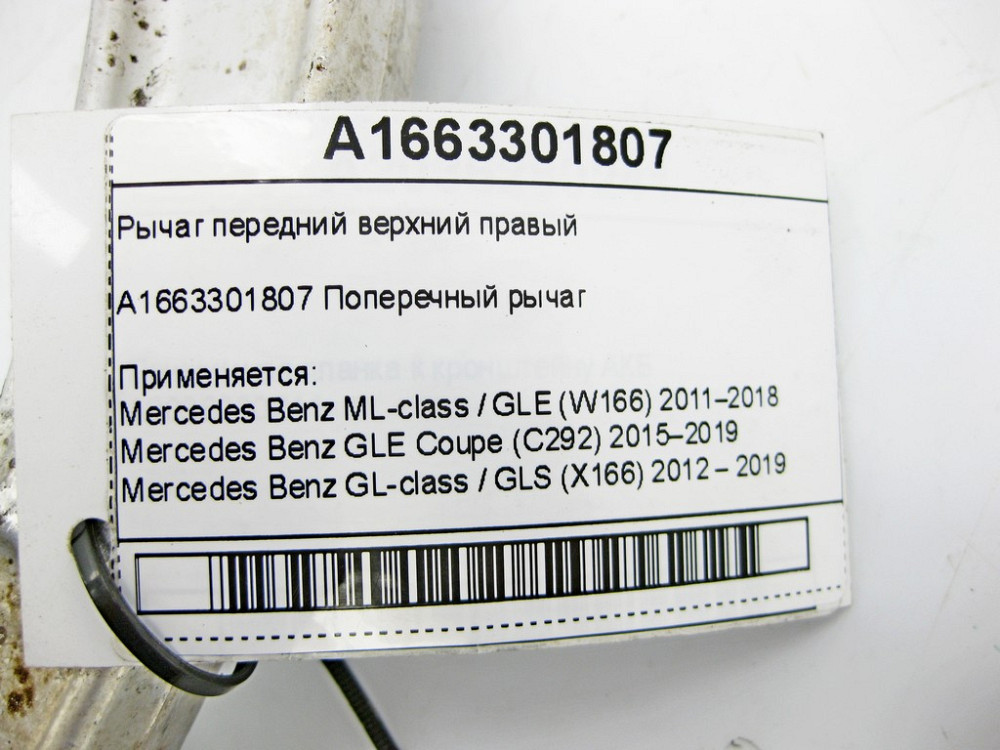 A1663301807
Рычаг передний верхний правый
A1663301807 Поперечный рычаг
Применяется:
Mercedes Benz ML-class / GLE (W166) 2011–2018
Mercedes Benz GLE Coupe (C292) 2015–2019
Mercedes Benz GL-class / GLS (X166) 2012 – 2019